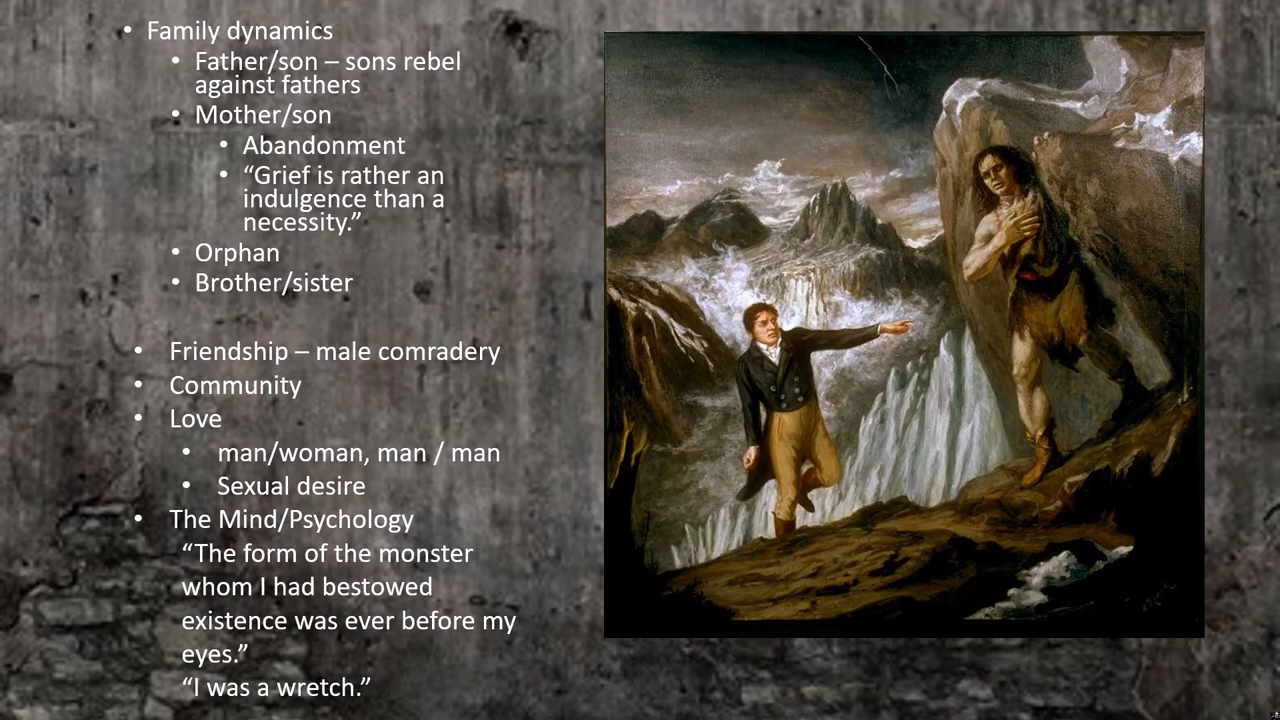 • Family dynamics
• Father/son – sons rebel
against fathers
• Mother/son
• Abandonment
• “Grief is rather an
indulgence than a
necessity.”
• Orphan
• Brother/sister
• Friendship – male comradery
• Community
• Love
• man/woman, man / man
• Sexual desire
• The Mind/Psychology
“The form of the monster
whom I had bestowed
existence was ever before my
eyes.”
“I was a wretch.”